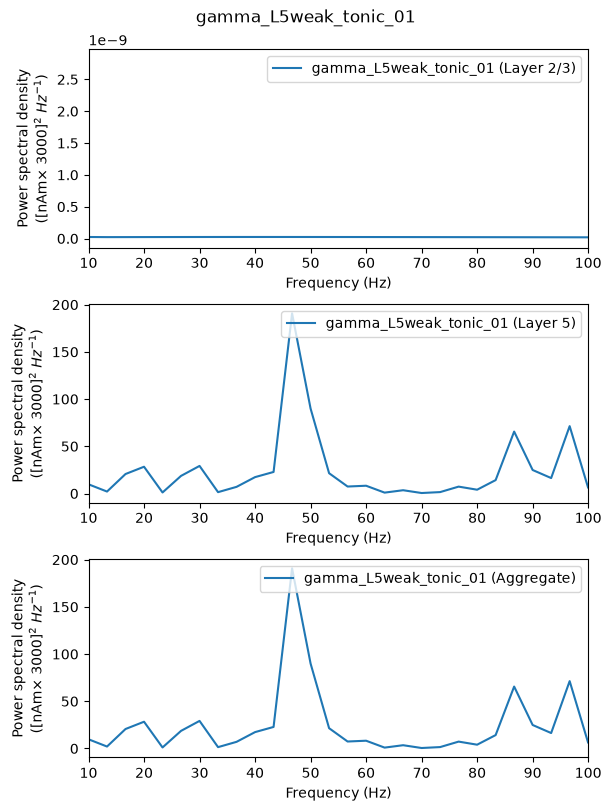 gamma_L5weak_tonic_01
1e−9
gamma_L5weak_tonic_01 (Layer 2/3)
Power spectral density
([nAm× 3000]² Hz⁻¹)
2.5
2.0
1.5
1.0
0.5
0.0
10 20 30 40 50 60 70 80 90 100
Frequency (Hz)
gamma_L5weak_tonic_01 (Layer 5)
Power spectral density
([nAm× 3000]² Hz⁻¹)
200
150
100
50
0
10 20 30 40 50 60 70 80 90 100
Frequency (Hz)
gamma_L5weak_tonic_01 (Aggregate)
Power spectral density
([nAm× 3000]² Hz⁻¹)
200
150
100
50
0
10 20 30 40 50 60 70 80 90 100
Frequency (Hz)